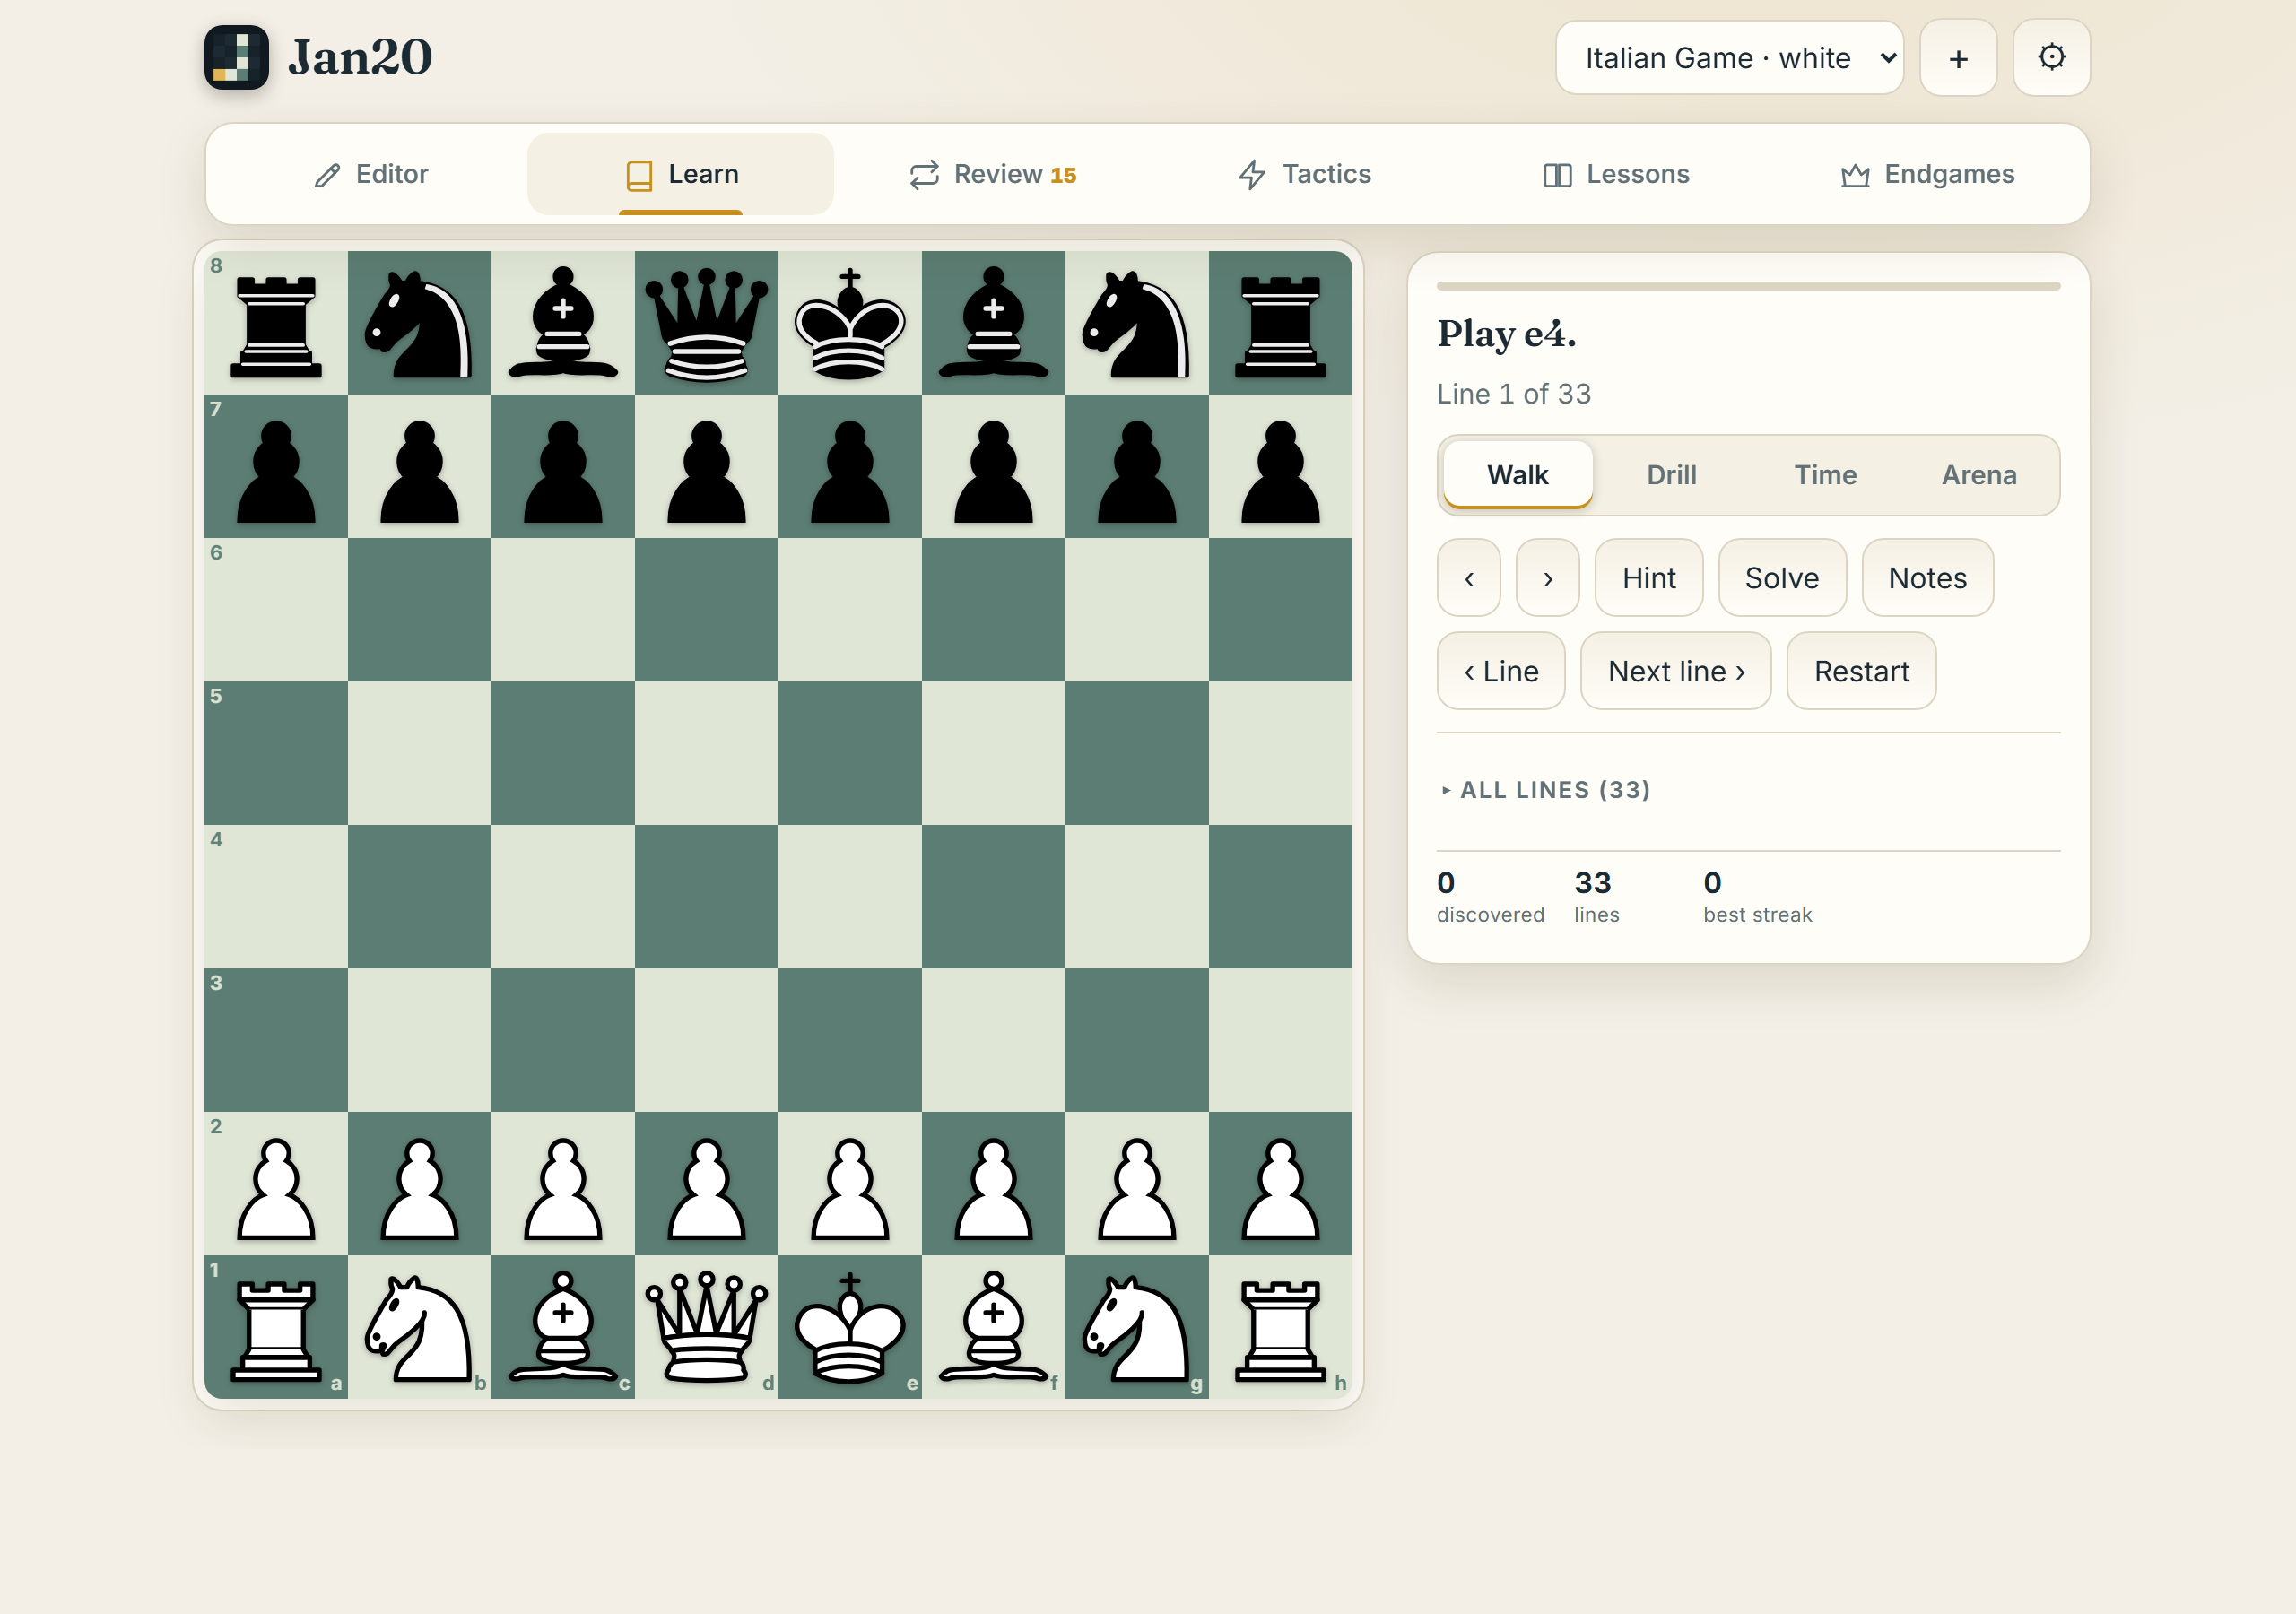 Jan20
Italian Game · white
+
Editor
Learn
Review 15
Tactics
Lessons
Endgames
8
7
6
5
4
3
2
1
a b c d e f g h
Play e4.
Line 1 of 33
Walk Drill Time Arena
‹ › Hint Solve Notes
‹ Line Next line › Restart
▸ ALL LINES (33)
0 33 0
discovered lines best streak